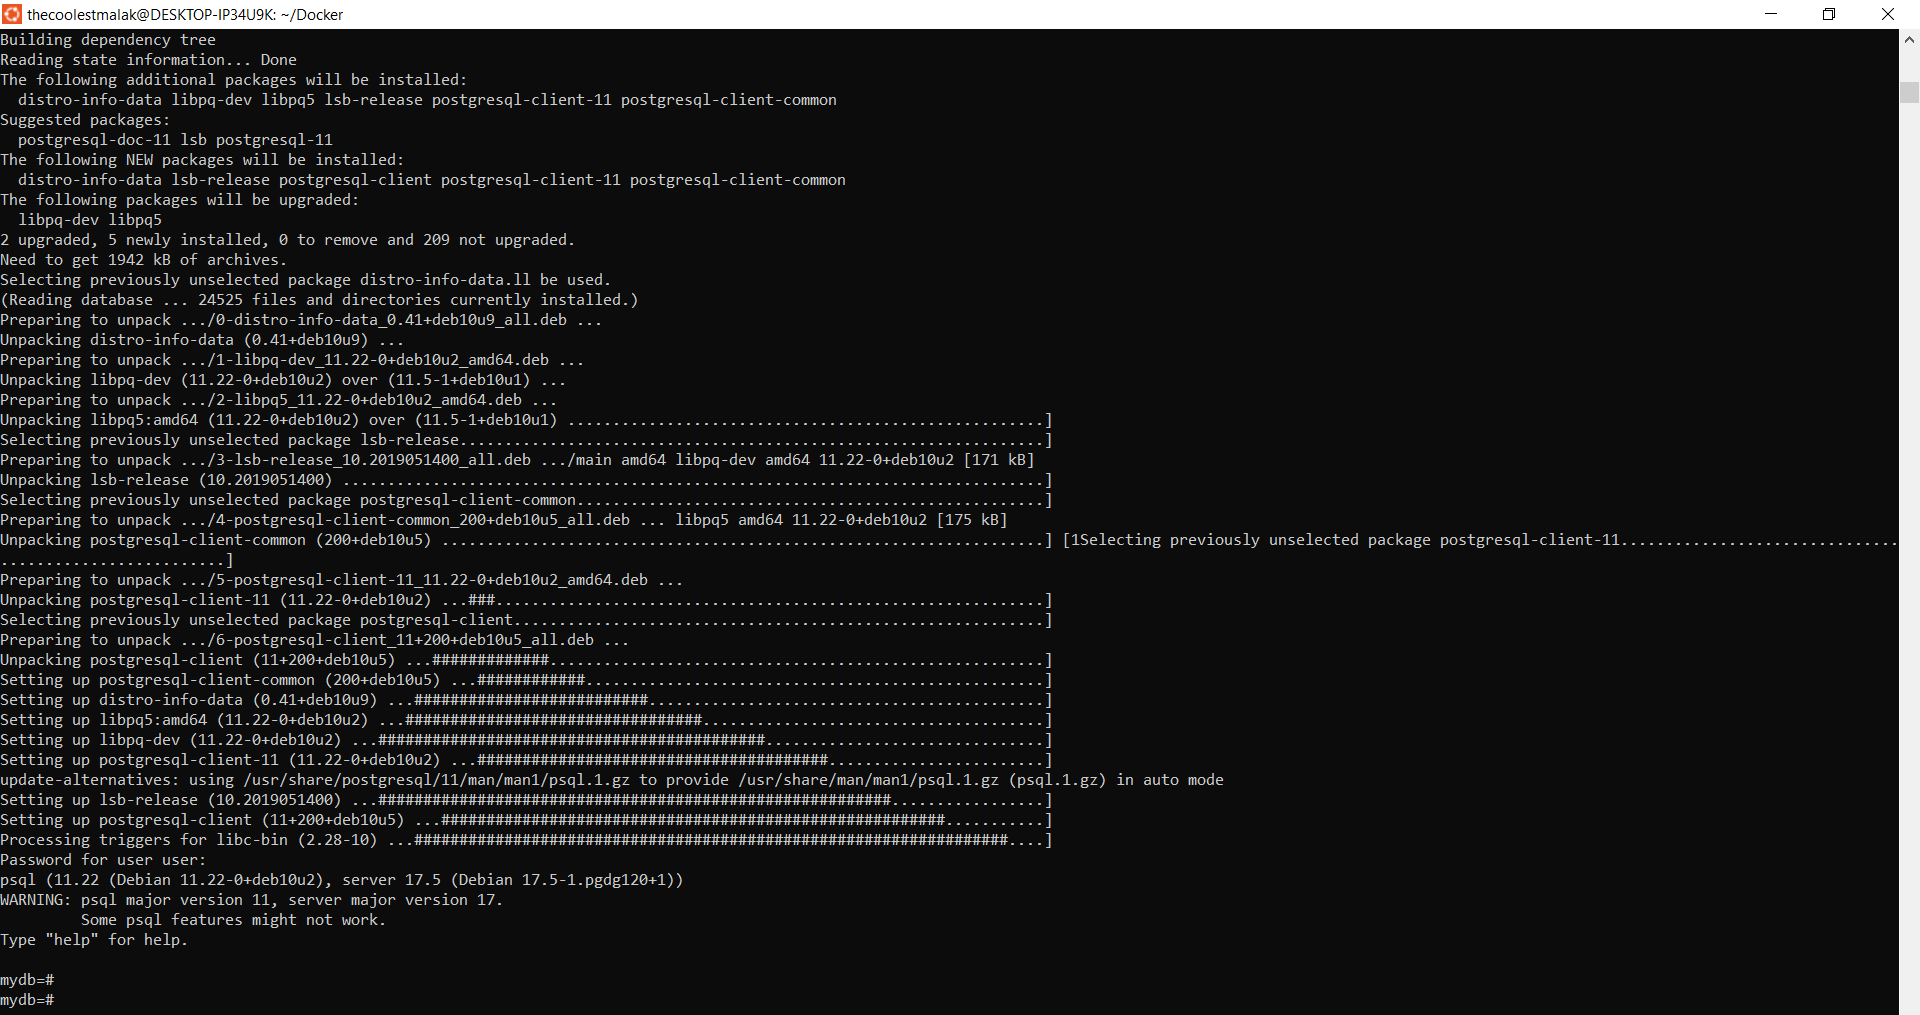 thecoolestmalak@DESKTOP-IP34U9K: ~/Docker
Building dependency tree
Reading state information... Done
The following additional packages will be installed:
  distro-info-data libpq-dev libpq5 lsb-release postgresql-client-11 postgresql-client-common
Suggested packages:
  postgresql-doc-11 lsb postgresql-11
The following NEW packages will be installed:
  distro-info-data lsb-release postgresql-client postgresql-client-11 postgresql-client-common
The following packages will be upgraded:
  libpq-dev libpq5
2 upgraded, 5 newly installed, 0 to remove and 209 not upgraded.
Need to get 1942 kB of archives.
Selecting previously unselected package distro-info-data.ll be used.
(Reading database ... 24525 files and directories currently installed.)
Preparing to unpack .../0-distro-info-data_0.41+deb10u9_all.deb ...
Unpacking distro-info-data (0.41+deb10u9) ...
Preparing to unpack .../1-libpq-dev_11.22-0+deb10u2_amd64.deb ...
Unpacking libpq-dev (11.22-0+deb10u2) over (11.5-1+deb10u1) ...
Preparing to unpack .../2-libpq5_11.22-0+deb10u2_amd64.deb ...
Unpacking libpq5:amd64 (11.22-0+deb10u2) over (11.5-1+deb10u1) .....................................................]
Selecting previously unselected package lsb-release.................................................................]
Preparing to unpack .../3-lsb-release_10.2019051400_all.deb .../main amd64 libpq-dev amd64 11.22-0+deb10u2 [171 kB]
Unpacking lsb-release (10.2019051400) ..............................................................................]
Selecting previously unselected package postgresql-client-common....................................................]
Preparing to unpack .../4-postgresql-client-common_200+deb10u5_all.deb ... libpq5 amd64 11.22-0+deb10u2 [175 kB]
Unpacking postgresql-client-common (200+deb10u5) ...................................................................] [1Selecting previously unselected package postgresql-client-11...............................
.........................]
Preparing to unpack .../5-postgresql-client-11_11.22-0+deb10u2_amd64.deb ...
Unpacking postgresql-client-11 (11.22-0+deb10u2) ...###.............................................................]
Selecting previously unselected package postgresql-client...........................................................]
Preparing to unpack .../6-postgresql-client_11+200+deb10u5_all.deb ...
Unpacking postgresql-client (11+200+deb10u5) ...#############.......................................................]
Setting up postgresql-client-common (200+deb10u5) ...############...................................................]
Setting up distro-info-data (0.41+deb10u9) ...##########################............................................]
Setting up libpq5:amd64 (11.22-0+deb10u2) ...#################################......................................]
Setting up libpq-dev (11.22-0+deb10u2) ...###########################################...............................]
Setting up postgresql-client-11 (11.22-0+deb10u2) ...#######################################........................]
update-alternatives: using /usr/share/postgresql/11/man/man1/psql.1.gz to provide /usr/share/man/man1/psql.1.gz (psql.1.gz) in auto mode
Setting up lsb-release (10.2019051400) ...#########################################################.................]
Setting up postgresql-client (11+200+deb10u5) ...########################################################...........]
Processing triggers for libc-bin (2.28-10) ...##################################################################....]
Password for user user:
psql (11.22 (Debian 11.22-0+deb10u2), server 17.5 (Debian 17.5-1.pgdg120+1))
WARNING: psql major version 11, server major version 17.
         Some psql features might not work.
Type "help" for help.
mydb=#
mydb=#